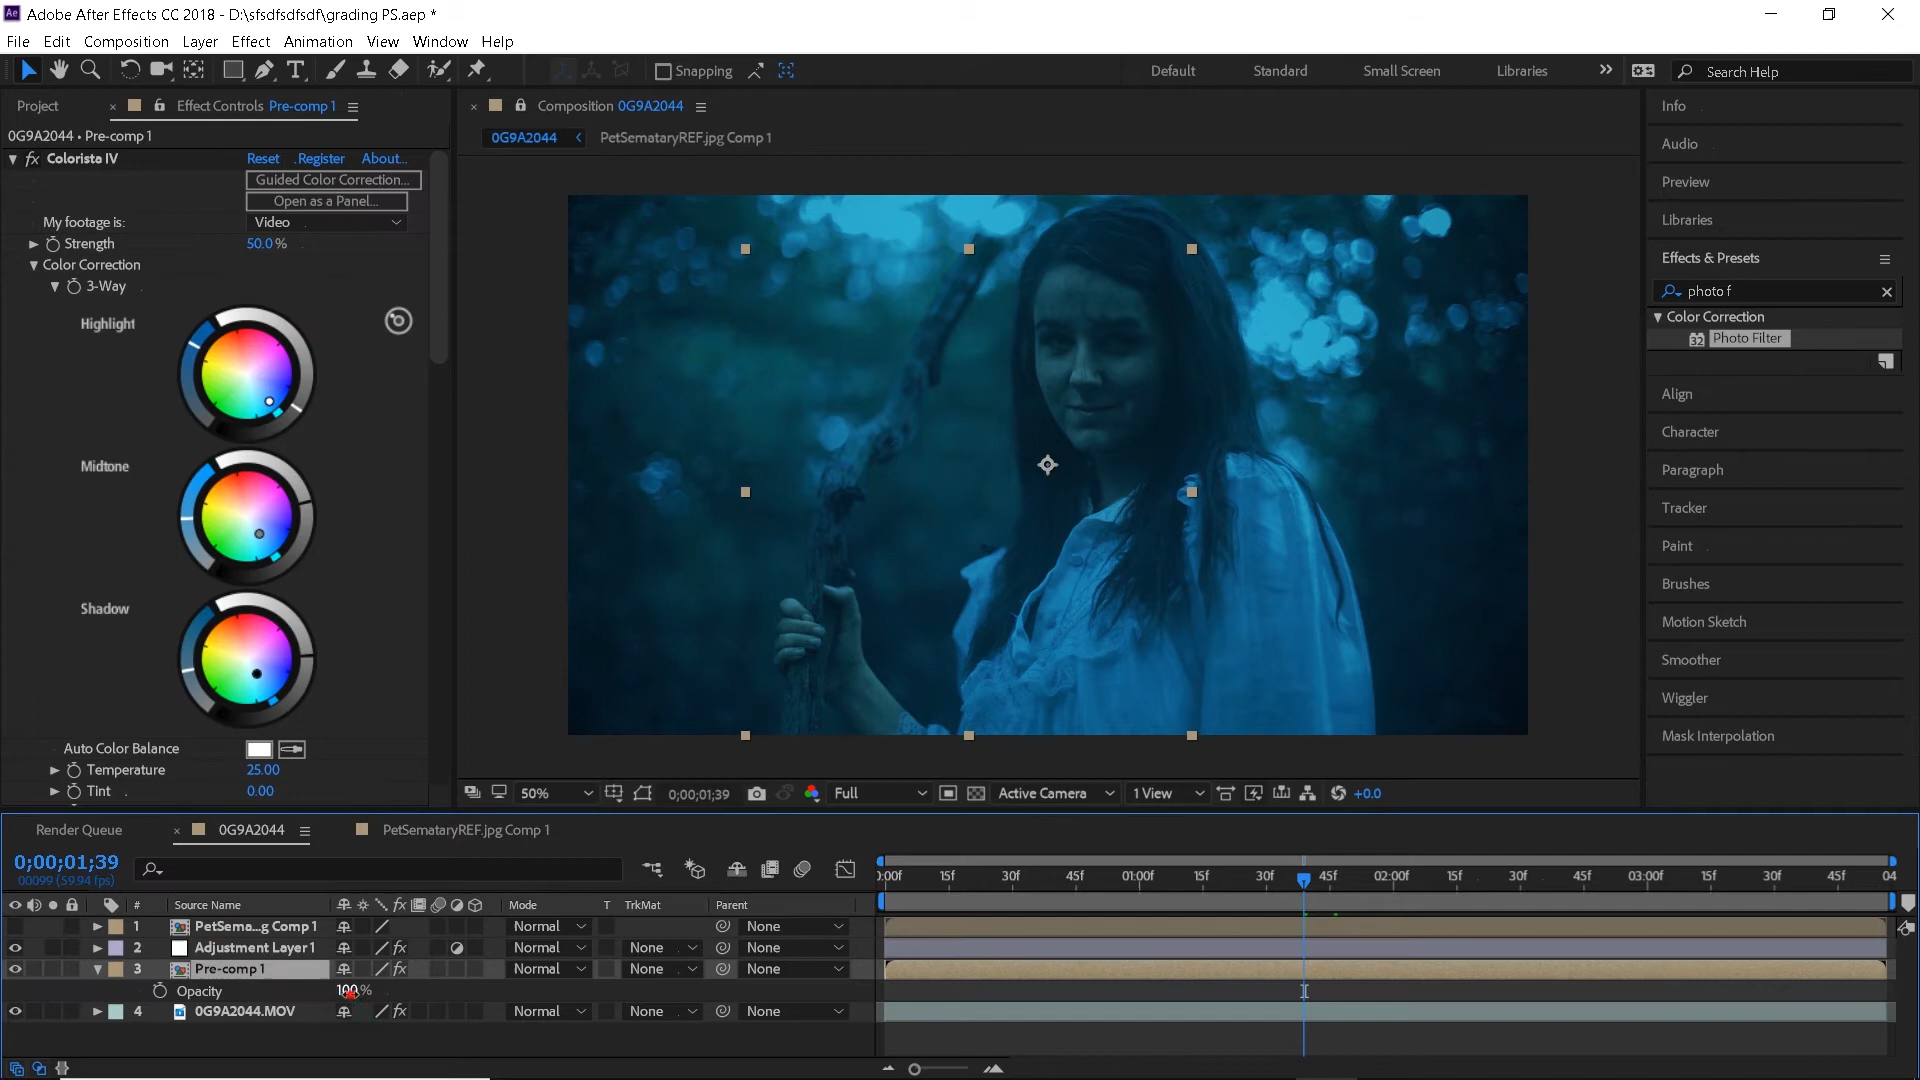 Adobe After Effects CC 2018 - D:\sfsdfsdfsdf\grading PS.aep *
File Edit Composition Layer Effect Animation View Window Help
Snapping
Default Standard Small Screen Libraries Search Help
Project Effect Controls Pre-comp 1
0G9A2044 • Pre-comp 1
Colorista IV Reset Register About...
Guided Color Correction...
Open as a Panel...
My footage is: Video
Strength 50.0 %
Color Correction
3-Way
Highlight
Midtone
Shadow
Auto Color Balance
Temperature 25.00
Tint 0.00
Composition 0G9A2044
0G9A2044 PetSemataryREF.jpg Comp 1
50% 0;00;01;39 Full Active Camera 1 View +0.0
Info
Audio
Preview
Libraries
Effects & Presets
photo f
Color Correction
32 Photo Filter
Align
Character
Paragraph
Tracker
Paint
Brushes
Motion Sketch
Smoother
Wiggler
Mask Interpolation
Render Queue 0G9A2044 PetSemataryREF.jpg Comp 1
0;00;01;39
00099 (59.94 fps)
0:00f 15f 30f 45f 01:00f 15f 30f 45f 02:00f 15f 30f 45f 03:00f 15f 30f 45f 04
# Source Name fx Mode T TrkMat Parent
1 PetSema...g Comp 1 Normal None
2 Adjustment Layer 1 fx Normal None None
3 Pre-comp 1 fx Normal None None
Opacity 100 %
4 0G9A2044.MOV fx Normal None None